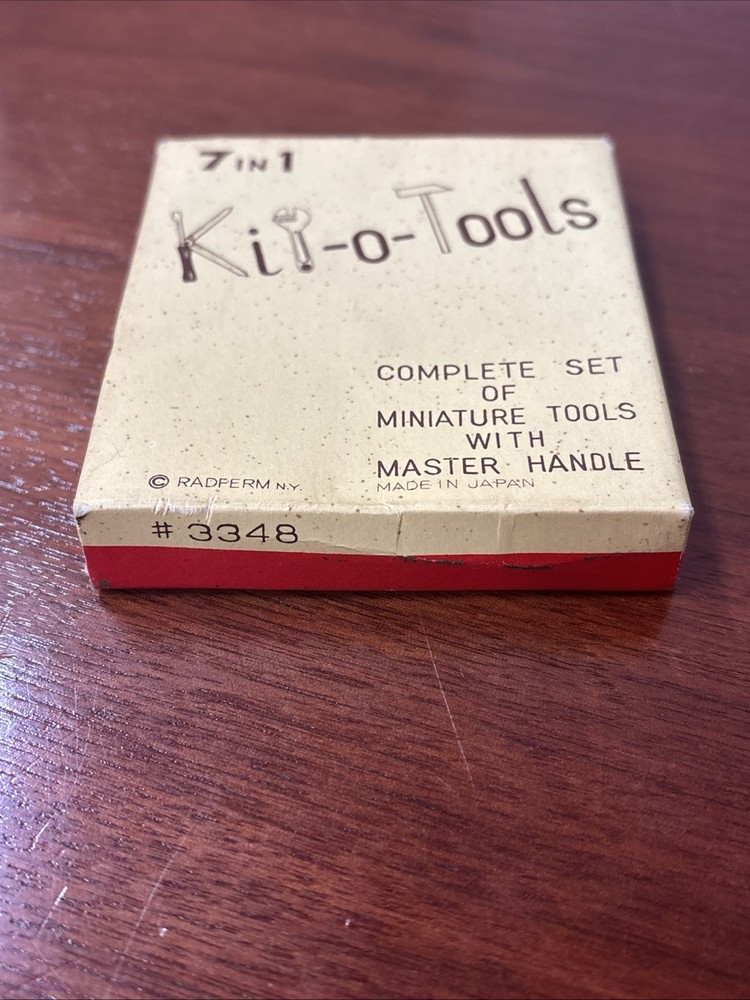 7 IN 1
Kit-o-Tools
COMPLETE SET
OF
MINIATURE TOOLS
WITH
MASTER HANDLE
© RADFERM N.Y.
MADE IN JAPAN
# 3348